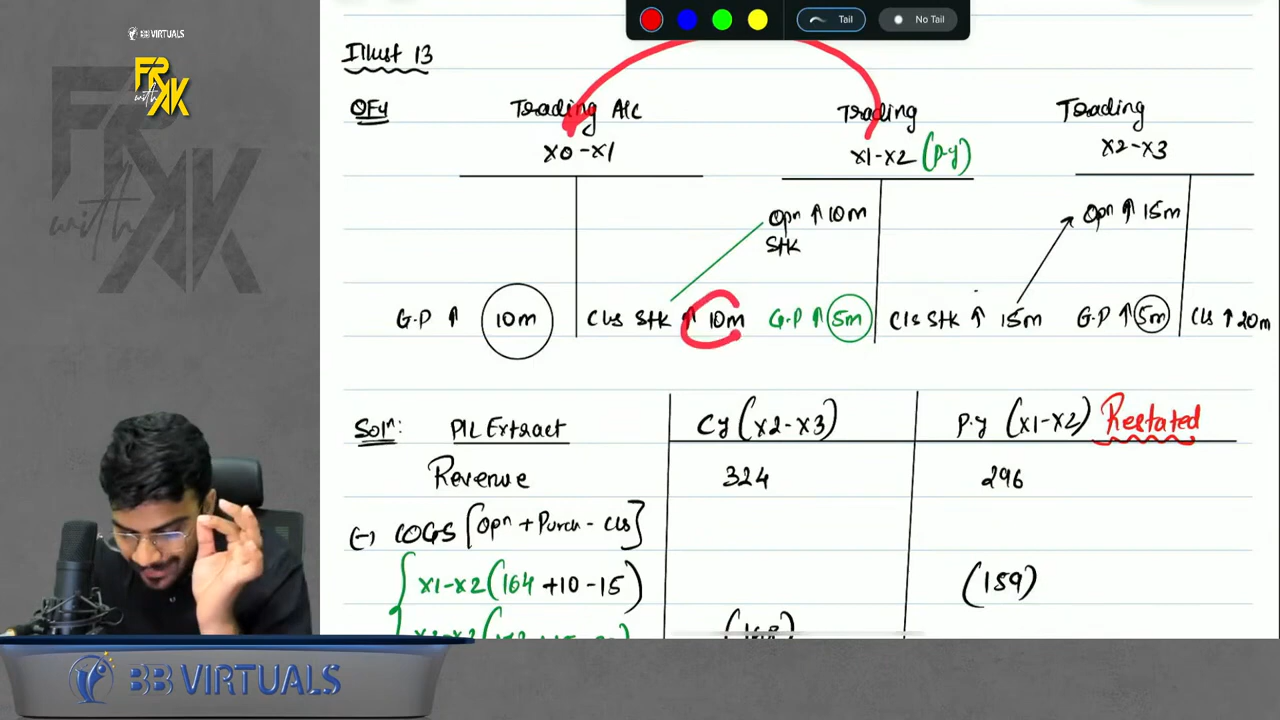 BB VIRTUALS
FR with AK
Tail
No Tail
Illust 13
QF4
Trading A/C
X0-X1
Trading
X1-X2 (P.Y)
Trading
X2-X3
Opn ↑ 10m
Stk
Opn ↑ 15m
G.P ↑ 10m
Cls Stk ↑ 10m
G.P ↑ 5m
Cls Stk ↑ 15m
G.P ↑ 5m
Cls ↑ 20m
Soln: P/L Extract
CY (X2-X3)
P.Y (X1-X2) Restated
Revenue 324 296
(-) COGS [Opn + Purch - Cls]
X1-X2 (164 +10 -15) (159)
BB VIRTUALS